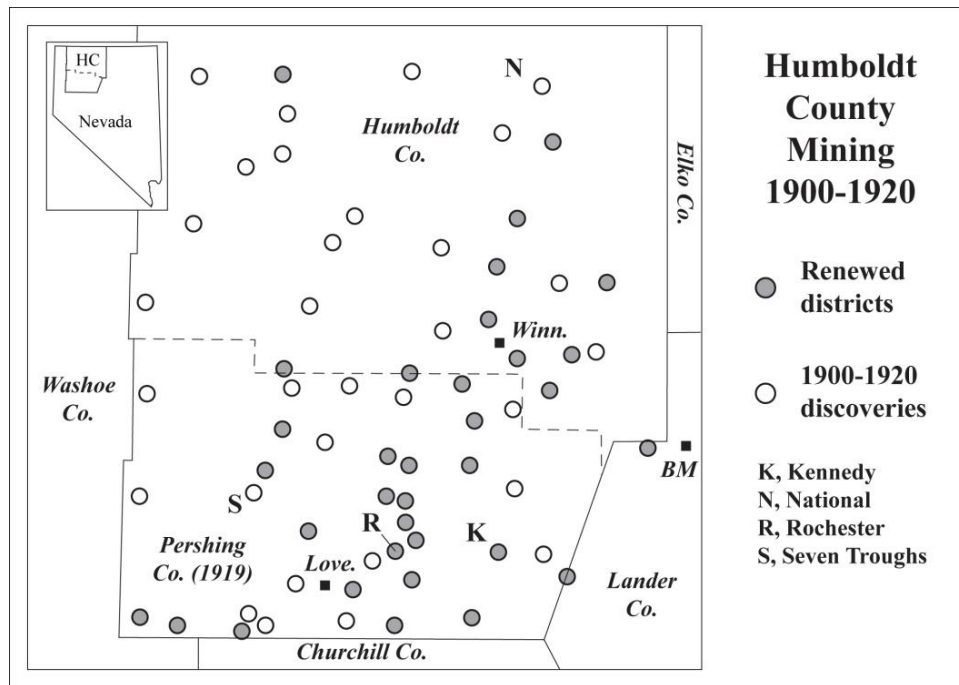 HC
Nevada
N
Humboldt
Co.
Elko Co.
Winn.
Washoe
Co.
BM
S
R
K
Pershing
Co. (1919)
Love.
Lander
Co.
Churchill Co.
Humboldt
County
Mining
1900-1920
Renewed
districts
1900-1920
discoveries
K, Kennedy
N, National
R, Rochester
S, Seven Troughs